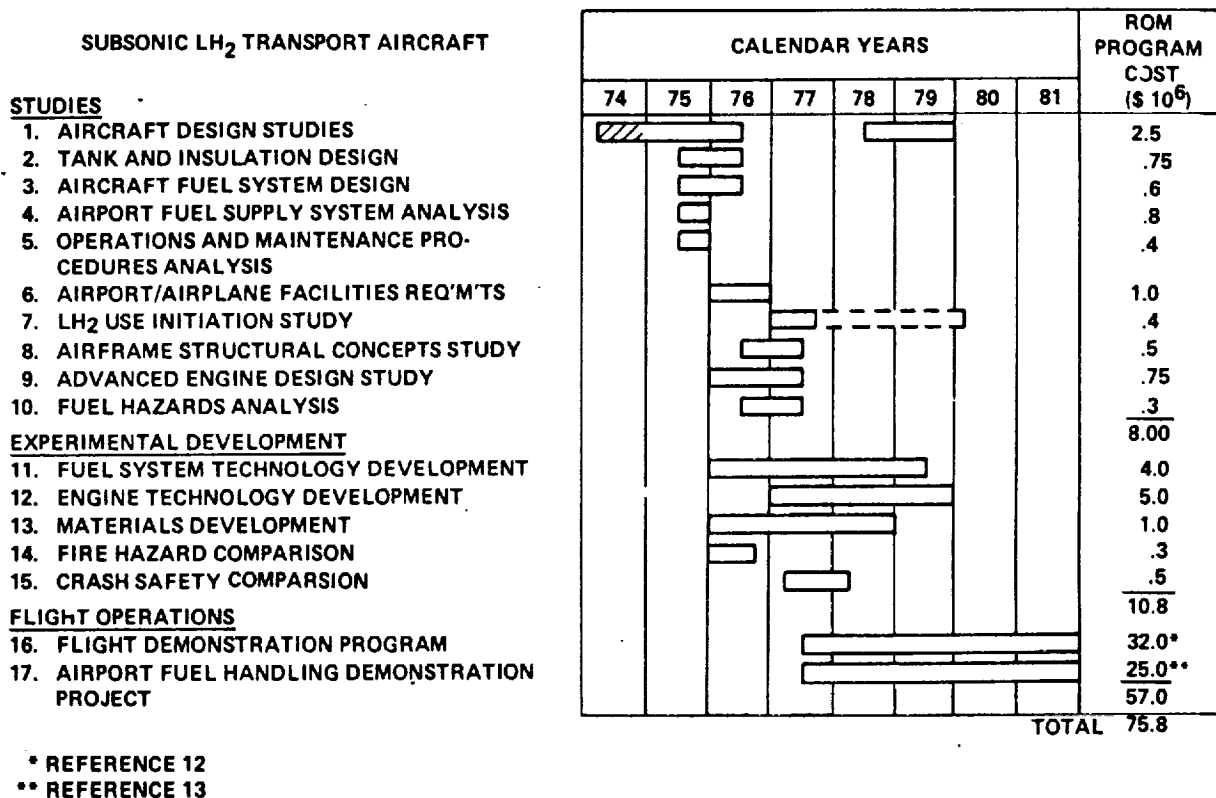 SUBSONIC LH2 TRANSPORT AIRCRAFT
CALENDAR YEARS
ROM
PROGRAM
COST
($ 10^6)
74 75 76 77 78 79 80 81
STUDIES
1. AIRCRAFT DESIGN STUDIES 2.5
2. TANK AND INSULATION DESIGN .75
3. AIRCRAFT FUEL SYSTEM DESIGN .6
4. AIRPORT FUEL SUPPLY SYSTEM ANALYSIS .8
5. OPERATIONS AND MAINTENANCE PRO- .4
CEDURES ANALYSIS
6. AIRPORT/AIRPLANE FACILITIES REQ'M'TS 1.0
7. LH2 USE INITIATION STUDY .4
8. AIRFRAME STRUCTURAL CONCEPTS STUDY .5
9. ADVANCED ENGINE DESIGN STUDY .75
10. FUEL HAZARDS ANALYSIS .3
8.00
EXPERIMENTAL DEVELOPMENT
11. FUEL SYSTEM TECHNOLOGY DEVELOPMENT 4.0
12. ENGINE TECHNOLOGY DEVELOPMENT 5.0
13. MATERIALS DEVELOPMENT 1.0
14. FIRE HAZARD COMPARISON .3
15. CRASH SAFETY COMPARSION .5
10.8
FLIGHT OPERATIONS
16. FLIGHT DEMONSTRATION PROGRAM 32.0*
17. AIRPORT FUEL HANDLING DEMONSTRATION 25.0**
PROJECT 57.0
TOTAL 75.8
* REFERENCE 12
** REFERENCE 13